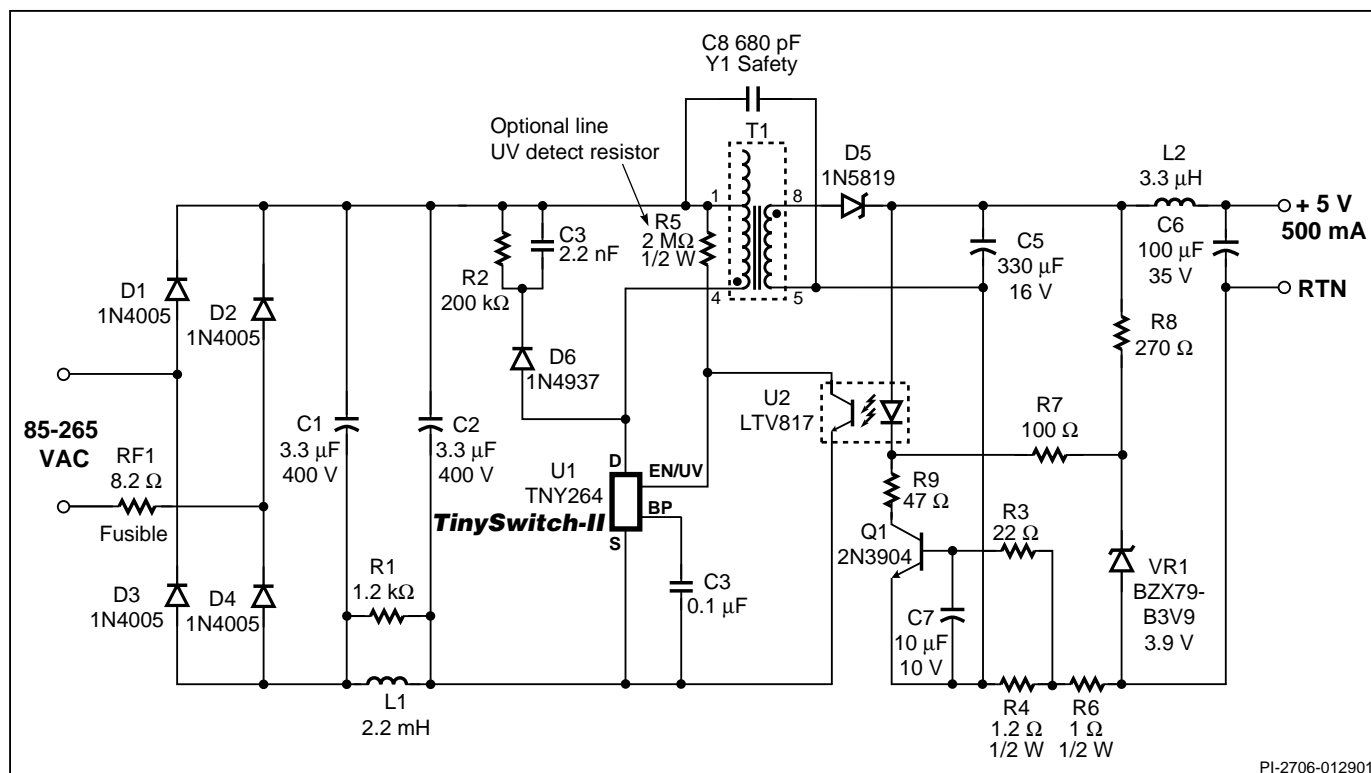 C8 680 pF
Y1 Safety
Optional line
UV detect resistor
T1
D5
1N5819
L2
3.3 µH
1
8
+ 5 V
500 mA
R5
2 MΩ
1/2 W
C3
2.2 nF
R2
200 kΩ
C5
330 µF
16 V
C6
100 µF
35 V
D1
1N4005
D2
1N4005
4
5
RTN
R8
270 Ω
D6
1N4937
U2
LTV817
85-265
VAC
C1
3.3 µF
400 V
C2
3.3 µF
400 V
R7
100 Ω
RF1
8.2 Ω
Fusible
D
EN/UV
U1
TNY264
BP
TinySwitch-II
S
R9
47 Ω
Q1
2N3904
R3
22 Ω
VR1
BZX79-
B3V9
3.9 V
D3
1N4005
D4
1N4005
R1
1.2 kΩ
C3
0.1 µF
C7
10 µF
10 V
L1
2.2 mH
R4
1.2 Ω
1/2 W
R6
1 Ω
1/2 W
PI-2706-012901